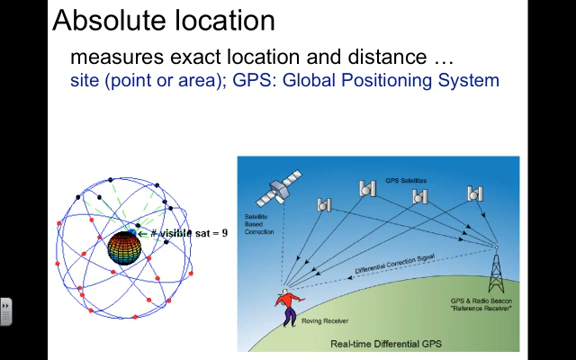 Absolute location
measures exact location and distance …
site (point or area); GPS: Global Positioning System
# visible sat = 9
GPS Satellites
Satellite
Based
Correction
Differential Correction Signal
GPS & Radio Beacon
"Reference Receiver"
Roving Receiver
Real-time Differential GPS